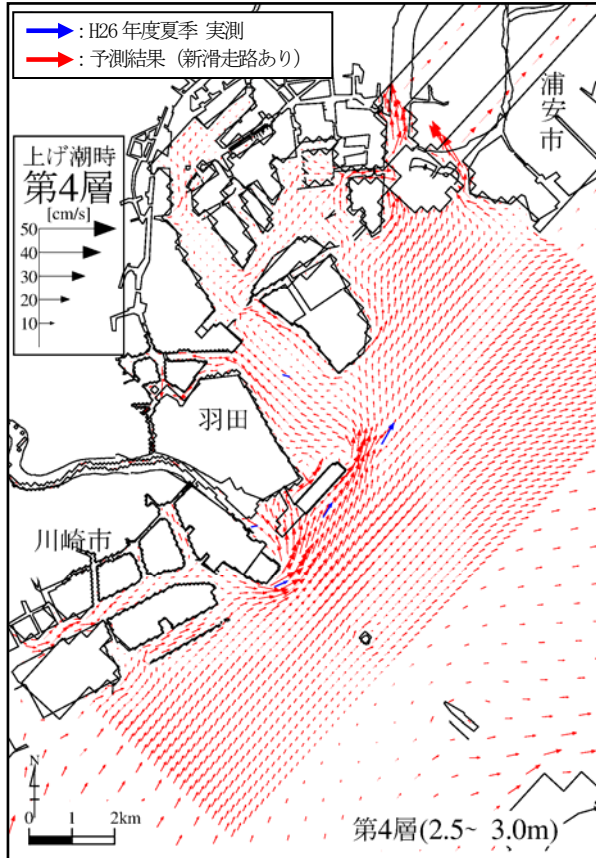 : H26 年度夏季 実測
: 予測結果（新滑走路あり）
浦安市
上げ潮時
第4層
[cm/s]
50
40
30
20
10
羽田
川崎市
N
0 1 2km
第4層(2.5~ 3.0m)